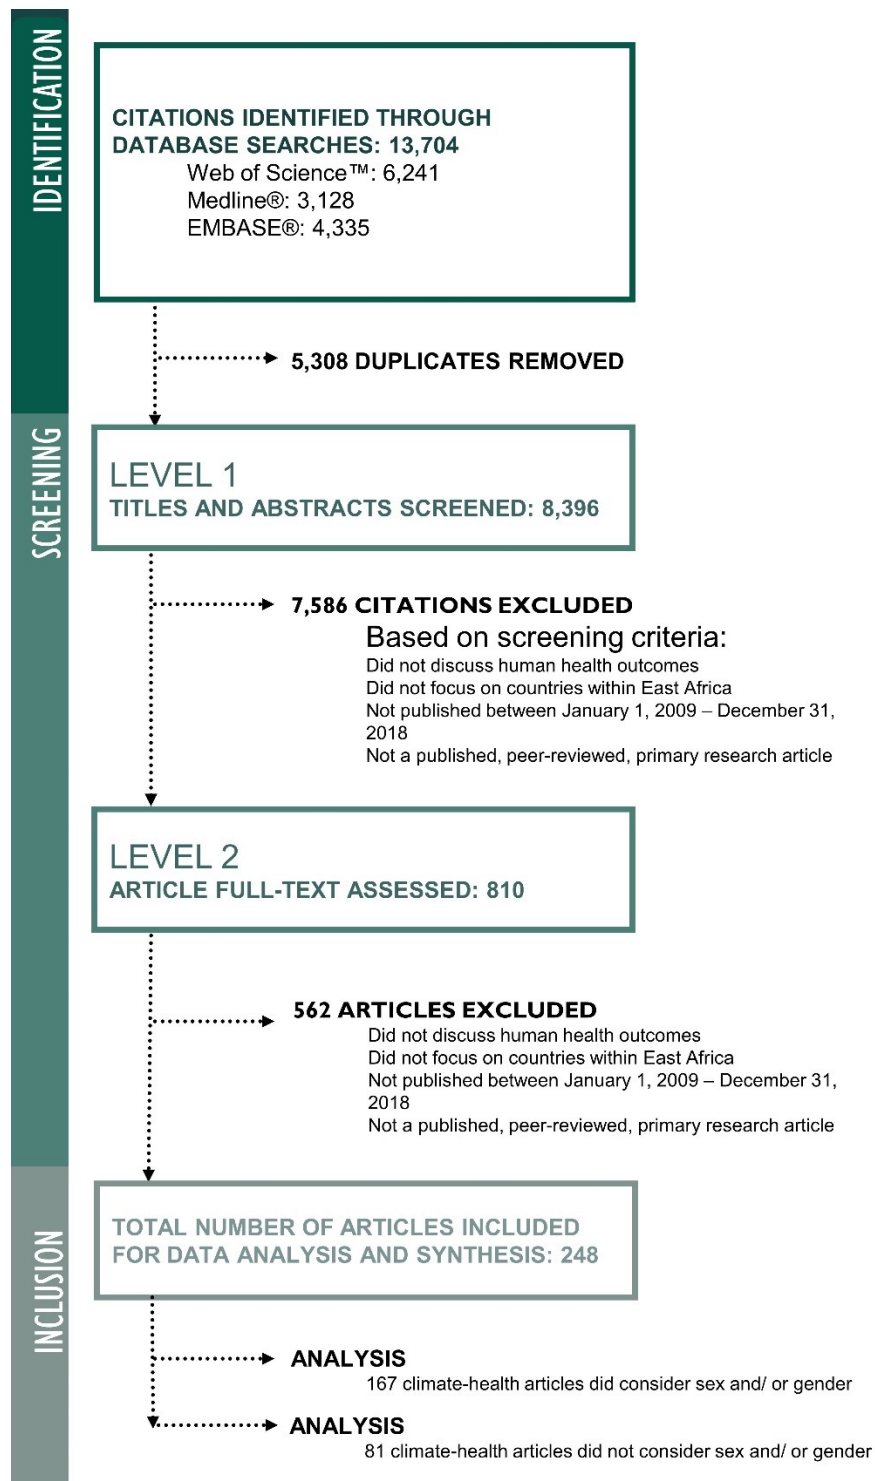 IDENTIFICATION
CITATIONS IDENTIFIED THROUGH
DATABASE SEARCHES: 13,704
Web of Science™: 6,241
Medline®: 3,128
EMBASE®: 4,335
5,308 DUPLICATES REMOVED
SCREENING
LEVEL 1
TITLES AND ABSTRACTS SCREENED: 8,396
7,586 CITATIONS EXCLUDED
Based on screening criteria:
Did not discuss human health outcomes
Did not focus on countries within East Africa
Not published between January 1, 2009 – December 31,
2018
Not a published, peer-reviewed, primary research article
LEVEL 2
ARTICLE FULL-TEXT ASSESSED: 810
562 ARTICLES EXCLUDED
Did not discuss human health outcomes
Did not focus on countries within East Africa
Not published between January 1, 2009 – December 31,
2018
Not a published, peer-reviewed, primary research article
INCLUSION
TOTAL NUMBER OF ARTICLES INCLUDED
FOR DATA ANALYSIS AND SYNTHESIS: 248
ANALYSIS
167 climate-health articles did consider sex and/ or gender
ANALYSIS
81 climate-health articles did not consider sex and/ or gender